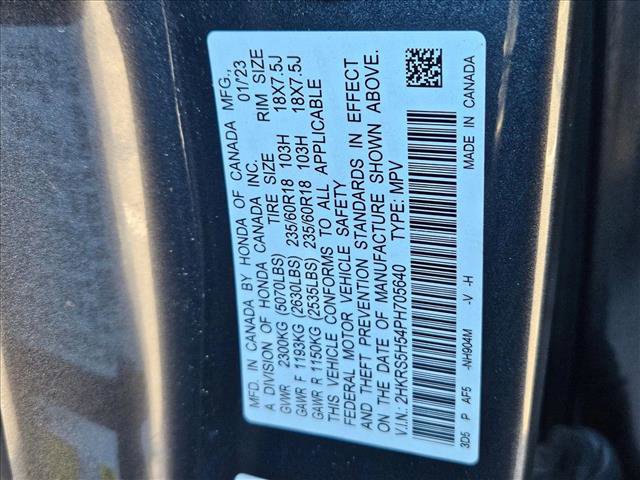 MFD. IN CANADA BY HONDA OF CANADA MFG.,
A DIVISION OF HONDA CANADA INC. 01/23
TIRE SIZE RIM SIZE
GVWR 2300KG (5070LBS)
GAWR F 1193KG (2630LBS) 235/60R18 103H 18X7.5J
GAWR R 1150KG (2535LBS) 235/60R18 103H 18X7.5J
THIS VEHICLE CONFORMS TO ALL APPLICABLE
FEDERAL MOTOR VEHICLE SAFETY
AND THEFT PREVENTION STANDARDS IN EFFECT
ON THE DATE OF MANUFACTURE SHOWN ABOVE.
V.I.N.: 2HKRS5H54PH705640 TYPE: MPV
3D5 P AF5 -NH904M -V -H MADE IN CANADA